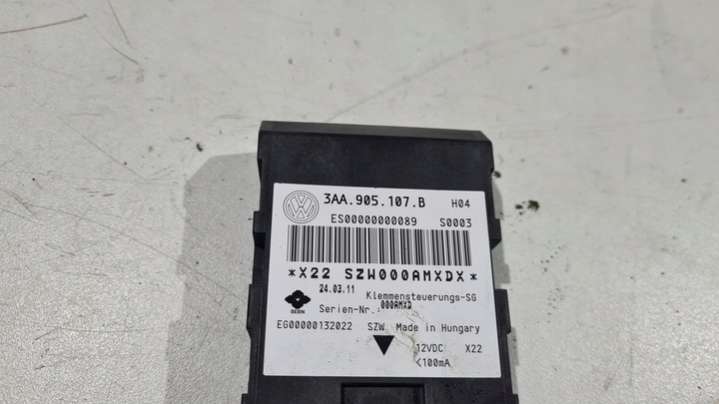 3AA.905.107.B H04
ES00000000089 S0003
*X22 SZW000AMXDX*
24.03.11 Klemmensteuerungs-SG
Serien-Nr.: 000AMXD
EG00000132022 SZW Made in Hungary
12VDC X22
<100mA